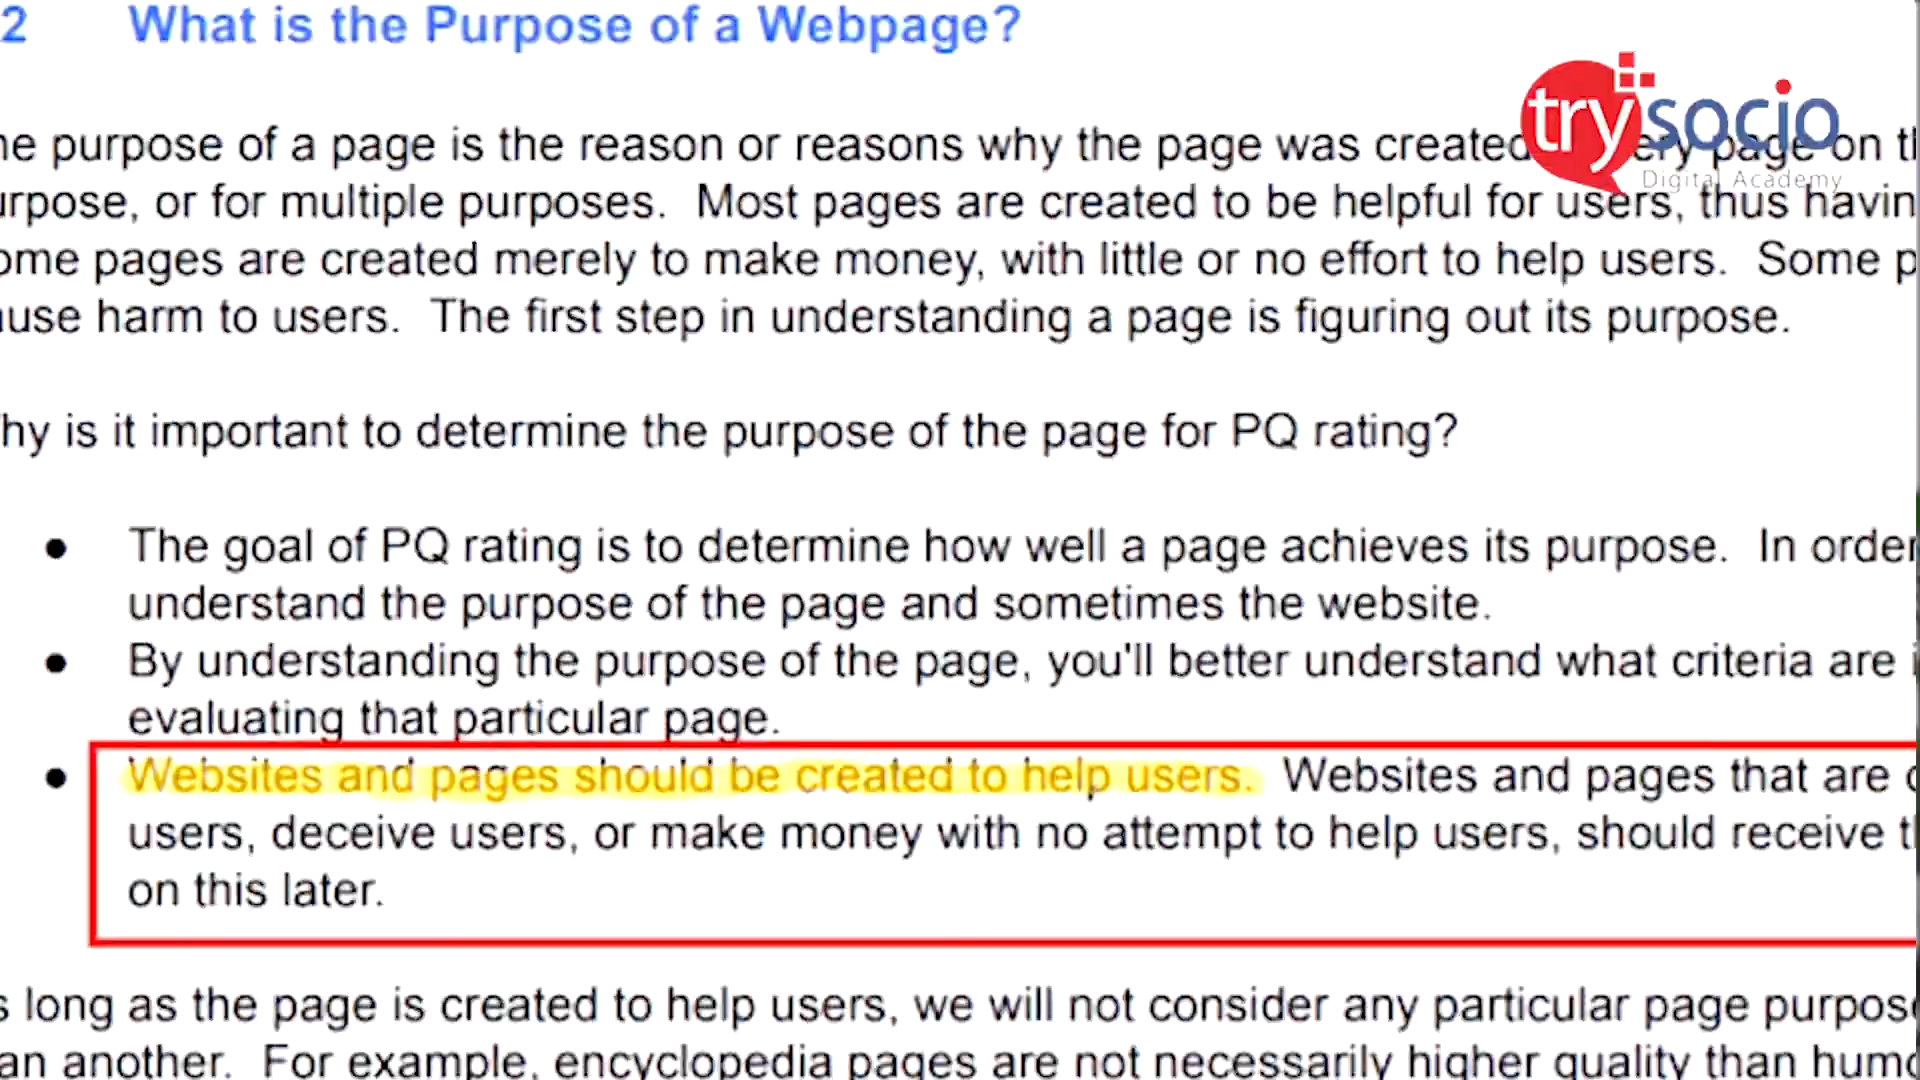 2 What is the Purpose of a Webpage?
he purpose of a page is the reason or reasons why the page was created page on
urpose, or for multiple purposes. Most pages are created to be helpful for users, thus havin
ome pages are created merely to make money, with little or no effort to help users. Some p
use harm to users. The first step in understanding a page is figuring out its purpose.
hy is it important to determine the purpose of the page for PQ rating?
● The goal of PQ rating is to determine how well a page achieves its purpose. In order
understand the purpose of the page and sometimes the website.
● By understanding the purpose of the page, you'll better understand what criteria are
evaluating that particular page.
● Websites and pages should be created to help users. Websites and pages that are
users, deceive users, or make money with no attempt to help users, should receive
on this later.
s long as the page is created to help users, we will not consider any particular page purpos
an another. For example, encyclopedia pages are not necessarily higher quality than humo
trysocio
Digital Academy